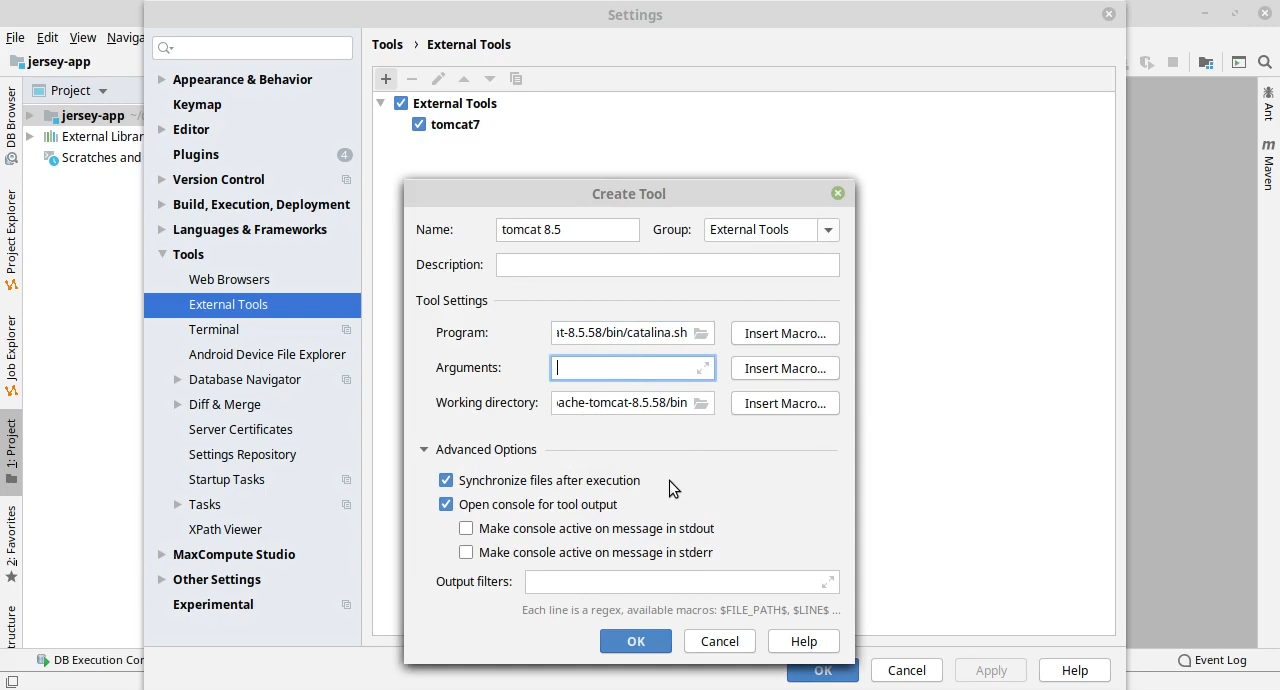 Settings
File Edit View Naviga
jersey-app
Project
jersey-app ~/
External Librar
Scratches and
DB Browser
Project Explorer
Job Explorer
1: Project
2: Favorites
tructure
Appearance & Behavior
Keymap
Editor
Plugins 4
Version Control
Build, Execution, Deployment
Languages & Frameworks
Tools
Web Browsers
External Tools
Terminal
Android Device File Explorer
Database Navigator
Diff & Merge
Server Certificates
Settings Repository
Startup Tasks
Tasks
XPath Viewer
MaxCompute Studio
Other Settings
Experimental
Tools › External Tools
External Tools
tomcat7
Create Tool
Name: tomcat 8.5 Group: External Tools
Description:
Tool Settings
Program: at-8.5.58/bin/catalina.sh Insert Macro...
Arguments: Insert Macro...
Working directory: pache-tomcat-8.5.58/bin Insert Macro...
Advanced Options
Synchronize files after execution
Open console for tool output
Make console active on message in stdout
Make console active on message in stderr
Output filters:
Each line is a regex, available macros: $FILE_PATH$, $LINE$ ...
OK Cancel Help
OK Cancel Apply Help
Ant
m Maven
DB Execution Con
Event Log